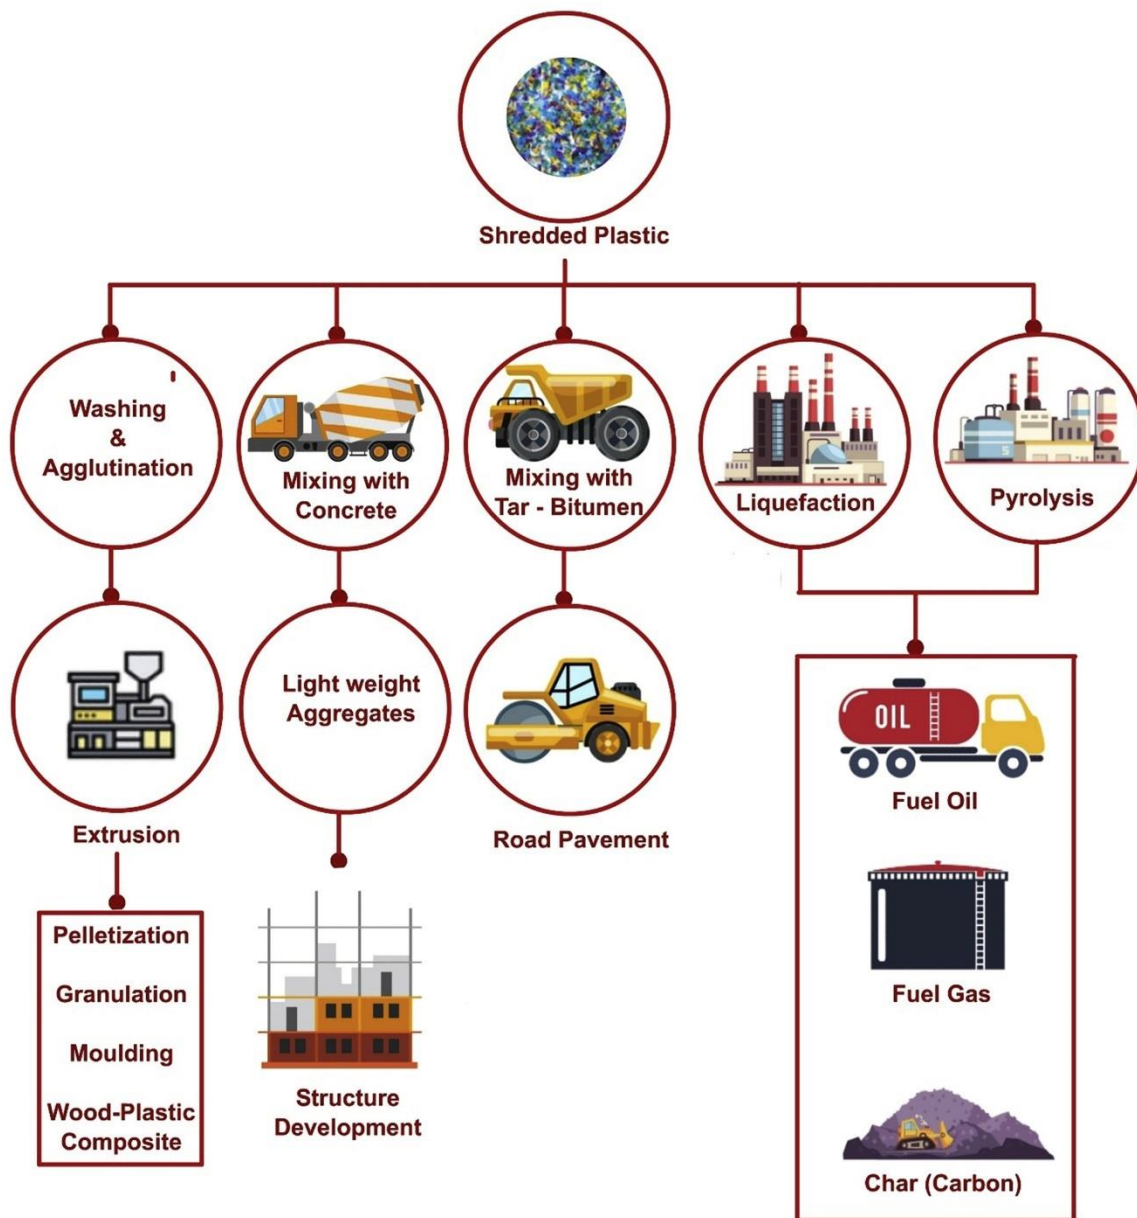 Shredded Plastic
Washing
&
Agglutination
Mixing with
Concrete
Mixing with
Tar - Bitumen
Liquefaction
Pyrolysis
Light weight
Aggregates
OIL
Fuel Oil
Extrusion
Road Pavement
Pelletization
Granulation
Moulding
Wood-Plastic
Composite
Structure
Development
Fuel Gas
Char (Carbon)